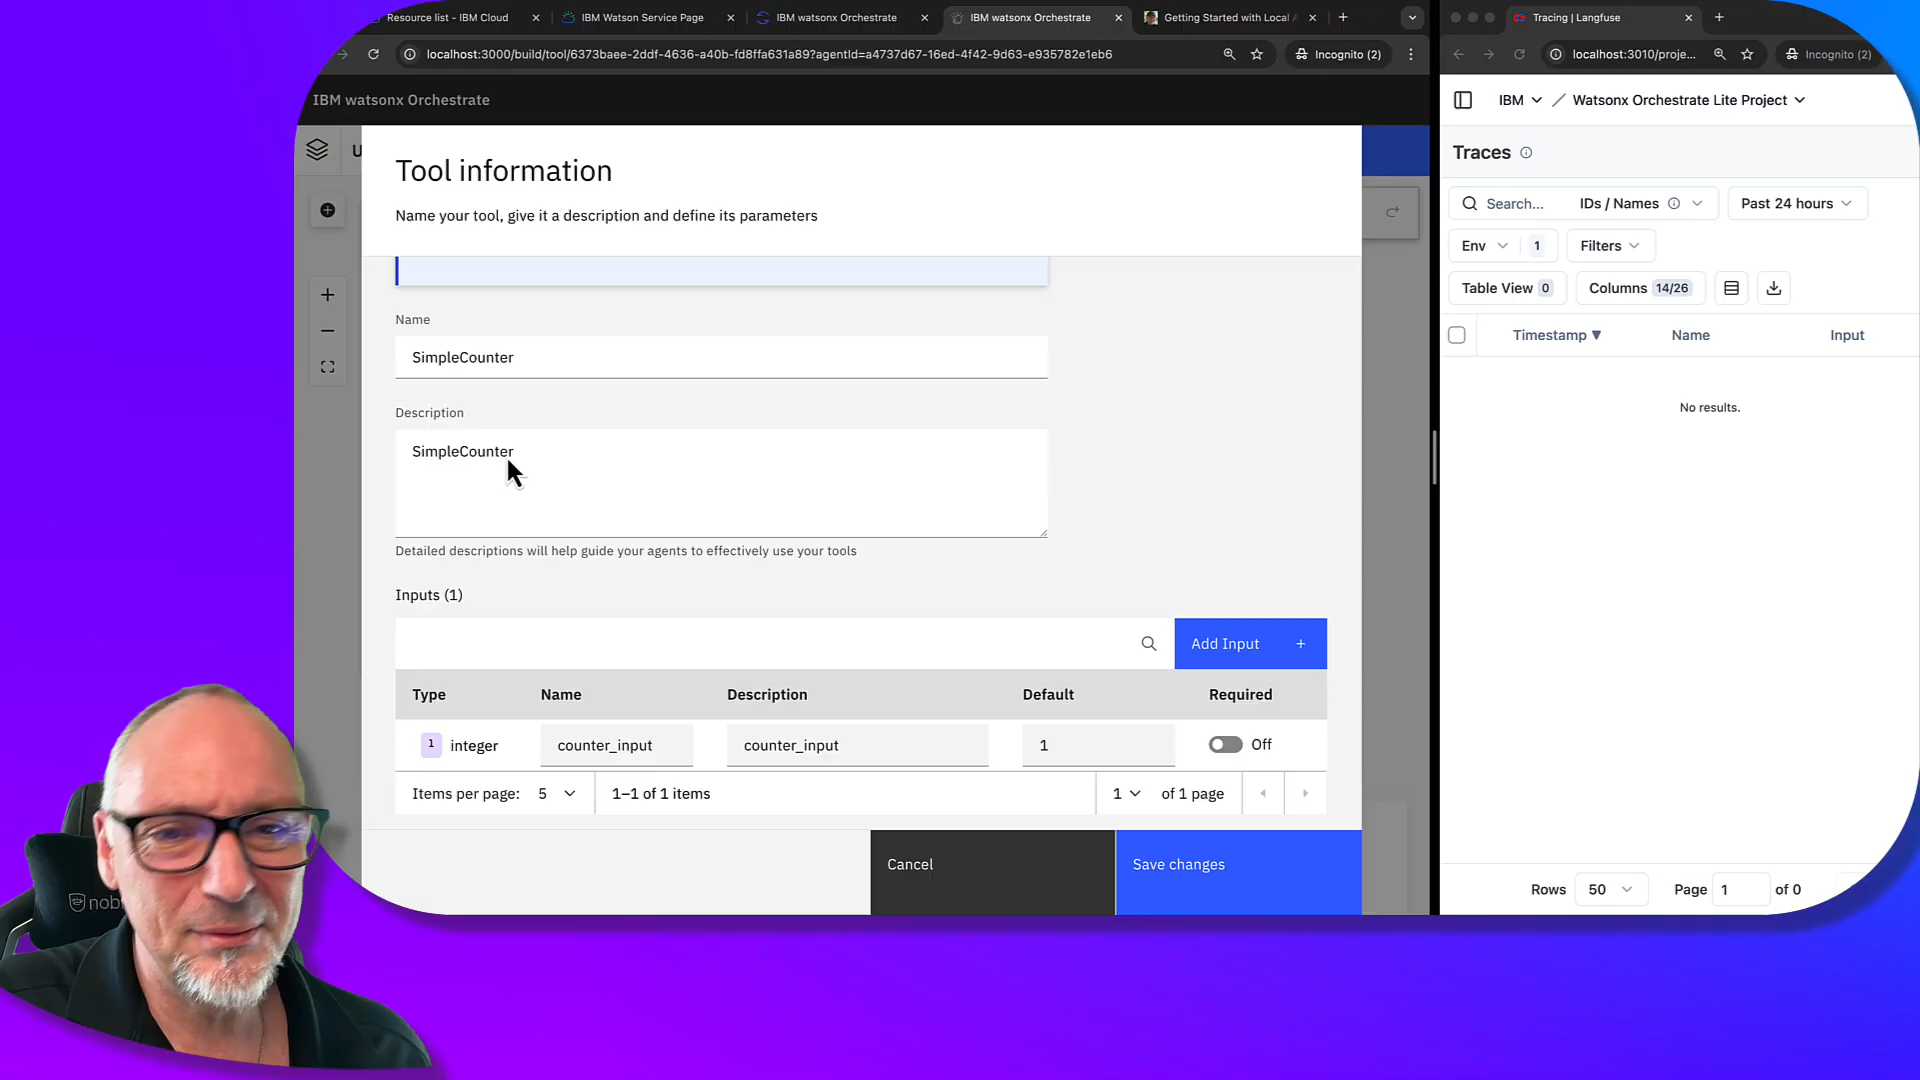 Resource list - IBM Cloud
IBM Watson Service Page
IBM watsonx Orchestrate
IBM watsonx Orchestrate
Getting Started with Local
Tracing | Langfuse
localhost:3000/build/tool/6373baee-2ddf-4636-a40b-fd8ffa631a89?agentId=a4737d67-16ed-4f42-9d63-e935782e1eb6
Incognito (2)
localhost:3010/proje...
Incognito (2)
IBM watsonx Orchestrate
IBM / Watsonx Orchestrate Lite Project
Tool information
Name your tool, give it a description and define its parameters
Traces
Search... IDs / Names
Past 24 hours
Env 1
Filters
Table View 0
Columns 14/26
Timestamp ▼ Name Input
No results.
Name
SimpleCounter
Description
SimpleCounter
Detailed descriptions will help guide your agents to effectively use your tools
Inputs (1)
Add Input +
Type Name Description Default Required
1 integer counter_input counter_input 1 Off
Items per page: 5 1–1 of 1 items 1 of 1 page
Cancel
Save changes
Rows 50 Page 1 of 0